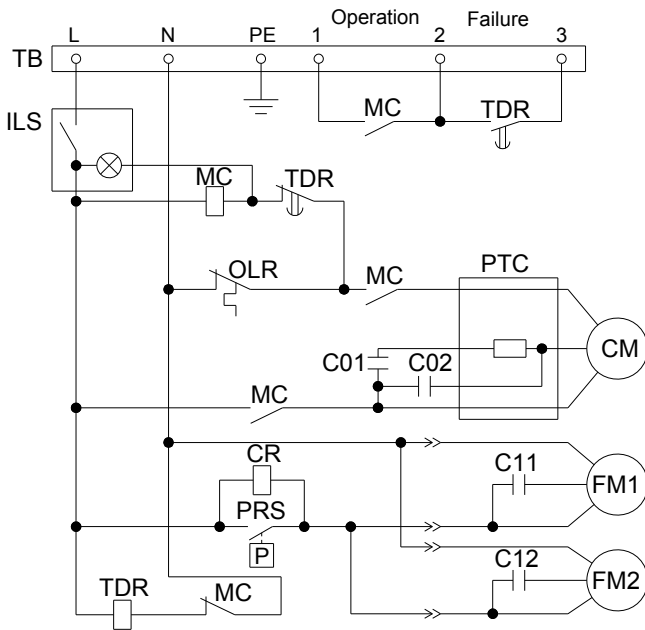 Operation Failure
L N PE 1 2 3
TB
MC TDR
ILS
MC TDR
OLR MC PTC
CM
C01 C02
MC
CR C11
FM1
PRS
P C12
FM2
TDR MC